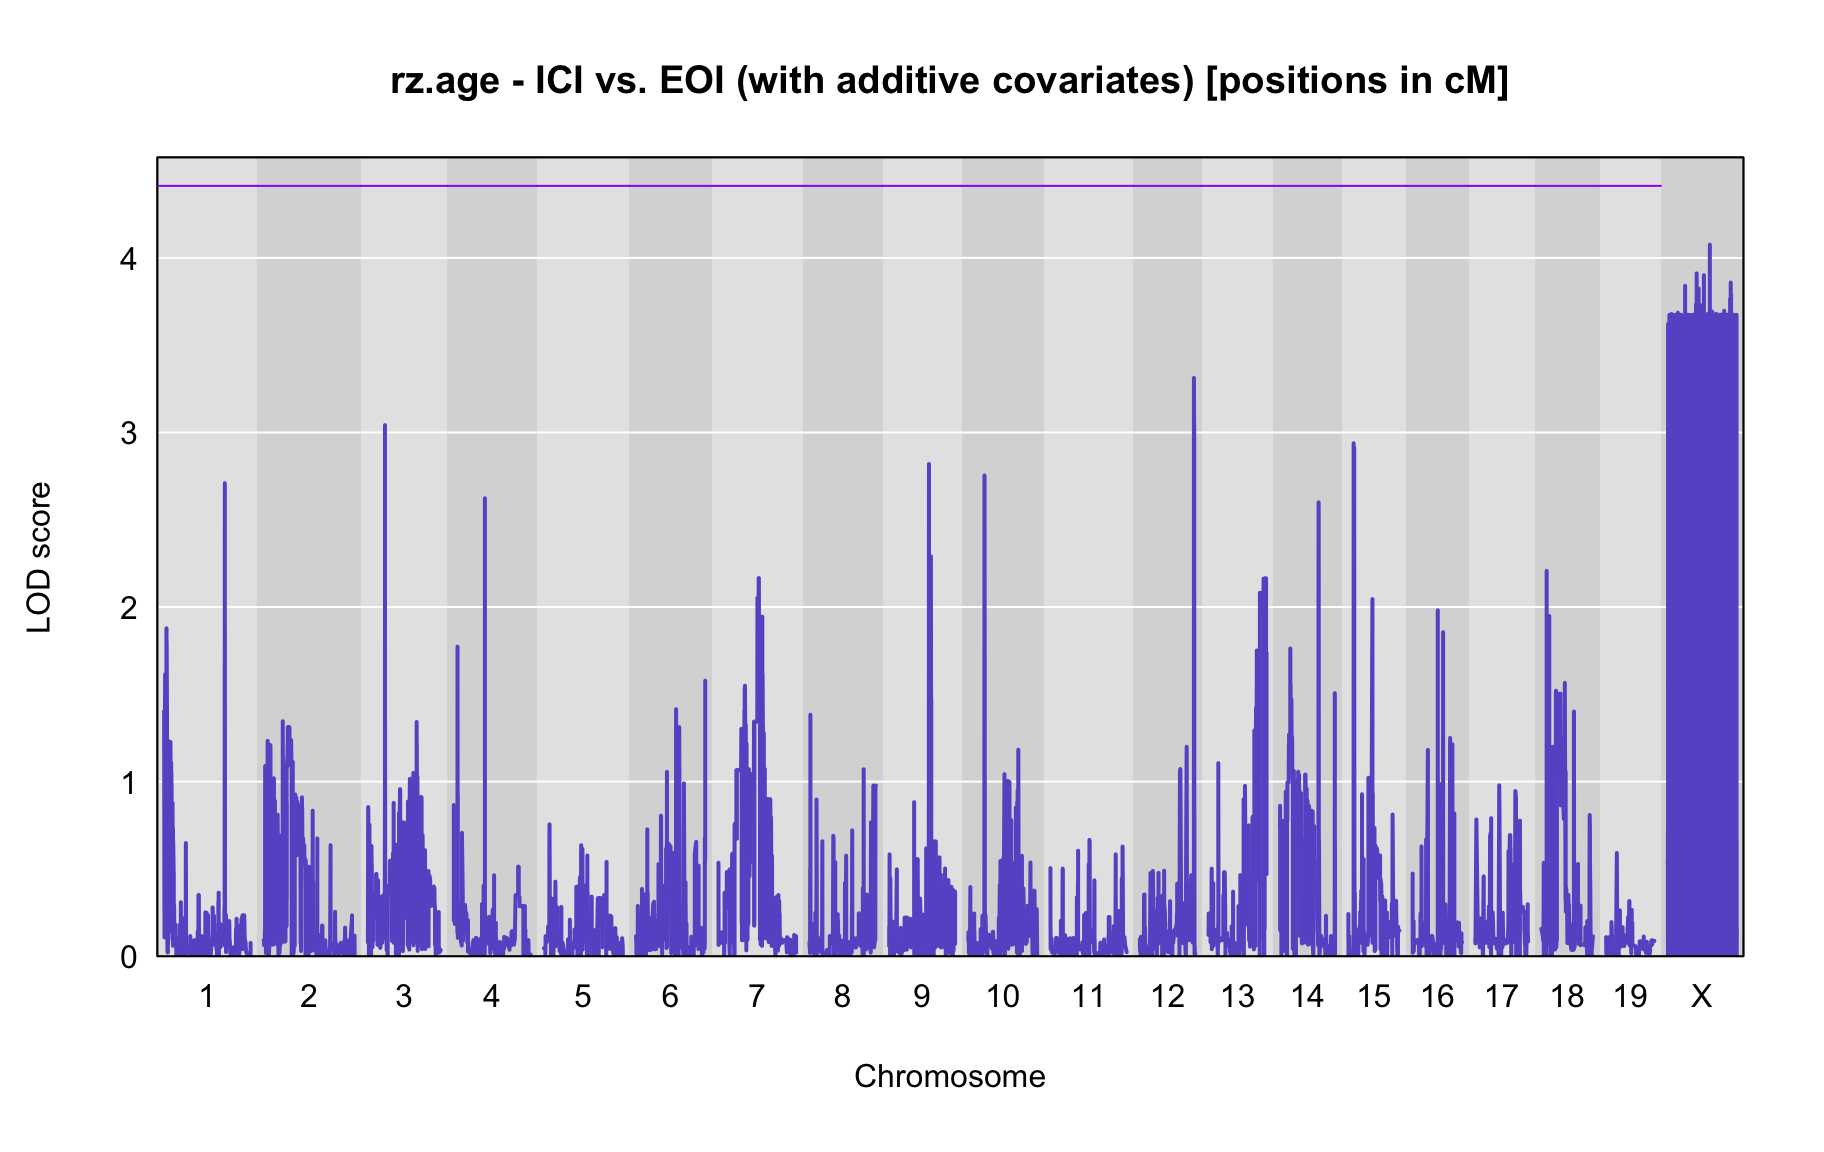 rz.age - ICI vs. EOI (with additive covariates) [positions in cM]
4
3
2
1
0
LOD score
1 2 3 4 5 6 7 8 9 10 11 12 13 14 15 16 17 18 19 X
Chromosome